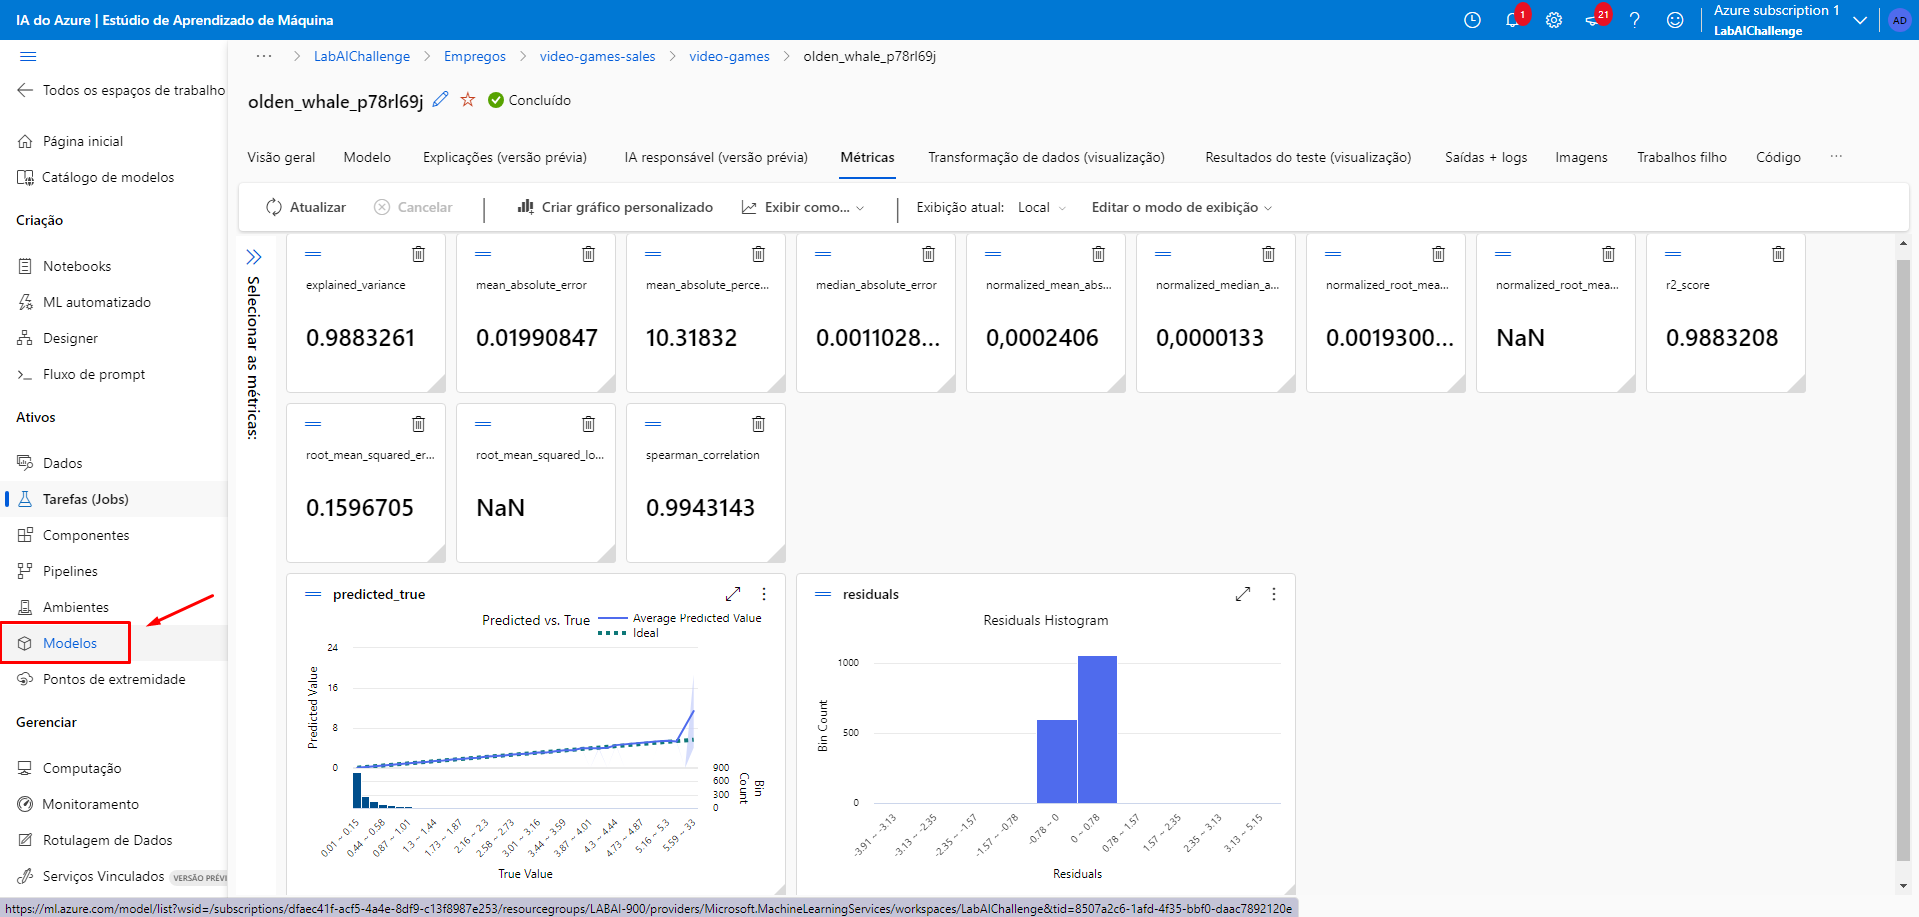 IA do Azure | Estúdio de Aprendizado de Máquina
1
21
Azure subscription 1
LabAIChallenge
AD
Todos os espaços de trabalho
Página inicial
Catálogo de modelos
Criação
Notebooks
ML automatizado
Designer
Fluxo de prompt
Ativos
Dados
Tarefas (Jobs)
Componentes
Pipelines
Ambientes
Modelos
Pontos de extremidade
Gerenciar
Computação
Monitoramento
Rotulagem de Dados
Serviços Vinculados VERSÃO PRÉVI
··· > LabAIChallenge > Empregos > video-games-sales > video-games > olden_whale_p78rl69j
olden_whale_p78rl69j Concluído
Visão geral Modelo Explicações (versão prévia) IA responsável (versão prévia) Métricas Transformação de dados (visualização) Resultados do teste (visualização) Saídas + logs Imagens Trabalhos filho Código ···
Atualizar Cancelar Criar gráfico personalizado Exibir como... Exibição atual: Local Editar o modo de exibição
Selecionar as métricas:
explained_variance mean_absolute_error mean_absolute_perce... median_absolute_error normalized_mean_abs... normalized_median_a... normalized_root_mea... normalized_root_mea... r2_score
0.9883261 0.01990847 10.31832 0.0011028... 0,0002406 0,0000133 0.0019300... NaN 0.9883208
root_mean_squared_er... root_mean_squared_lo... spearman_correlation
0.1596705 NaN 0.9943143
predicted_true
Predicted vs. True
Average Predicted Value
Ideal
Predicted Value
24
16
8
0
900
600
300
0
Bin
Count
0.01 ~ 0.15 0.44 ~ 0.58 0.87 ~ 1.01 1.3 ~ 1.44 1.73 ~ 1.87 2.16 ~ 2.3 2.58 ~ 2.73 3.01 ~ 3.16 3.44 ~ 3.59 3.87 ~ 4.01 4.3 ~ 4.44 4.73 ~ 4.87 5.16 ~ 5.3 5.59 ~ 33
True Value
residuals
Residuals Histogram
Bin Count
1000
500
0
-3.91 ~ -3.13 -3.13 ~ -2.35 -2.35 ~ -1.57 -1.57 ~ -0.78 -0.78 ~ 0 0 ~ 0.78 0.78 ~ 1.57 1.57 ~ 2.35 2.35 ~ 3.13 3.13 ~ 5.15
Residuals
https://ml.azure.com/model/list?wsid=/subscriptions/dfaec41f-acf5-4a4e-8df9-c13f8987e253/resourcegroups/LABAI-900/providers/Microsoft.MachineLearningServices/workspaces/LabAIChallenge&tid=8507a2c6-1afd-4f35-bbf0-daac7892120e